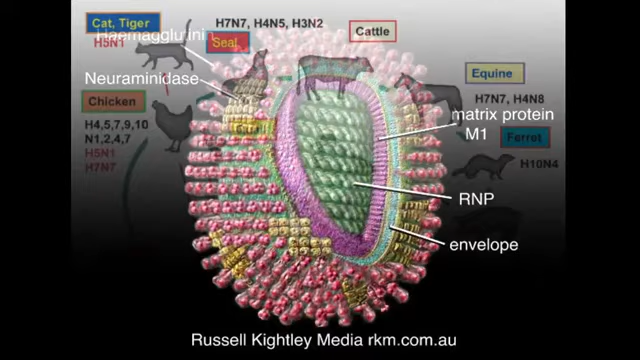 Cat, Tiger
H7N7, H4N5, H3N2
Cattle
Haemagglutinin
H5N1
Seal
Neuraminidase
Equine
Chicken
H7N7, H4N8
matrix protein
M1
H4,5,7,9,10
N1,2,4,7
H5N1
H7N7
Ferret
H10N4
RNP
envelope
Russell Kightley Media rkm.com.au